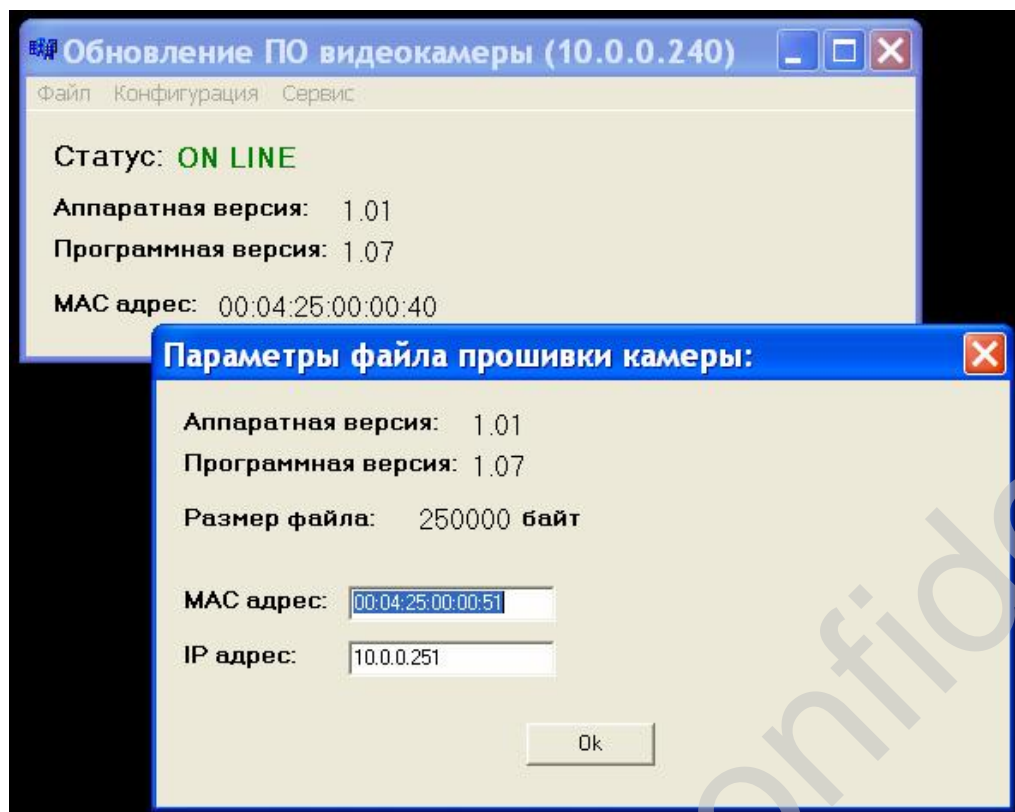 Обновление ПО видеокамеры (10.0.0.240)
Файл Конфигурация Сервис
Статус: ON LINE
Аппаратная версия: 1.01
Программная версия: 1.07
MAC адрес: 00:04:25:00:00:40
Параметры файла прошивки камеры:
Аппаратная версия: 1.01
Программная версия: 1.07
Размер файла: 250000 байт
MAC адрес: 00:04:25:00:00:51
IP адрес: 10.0.0.251
Ok